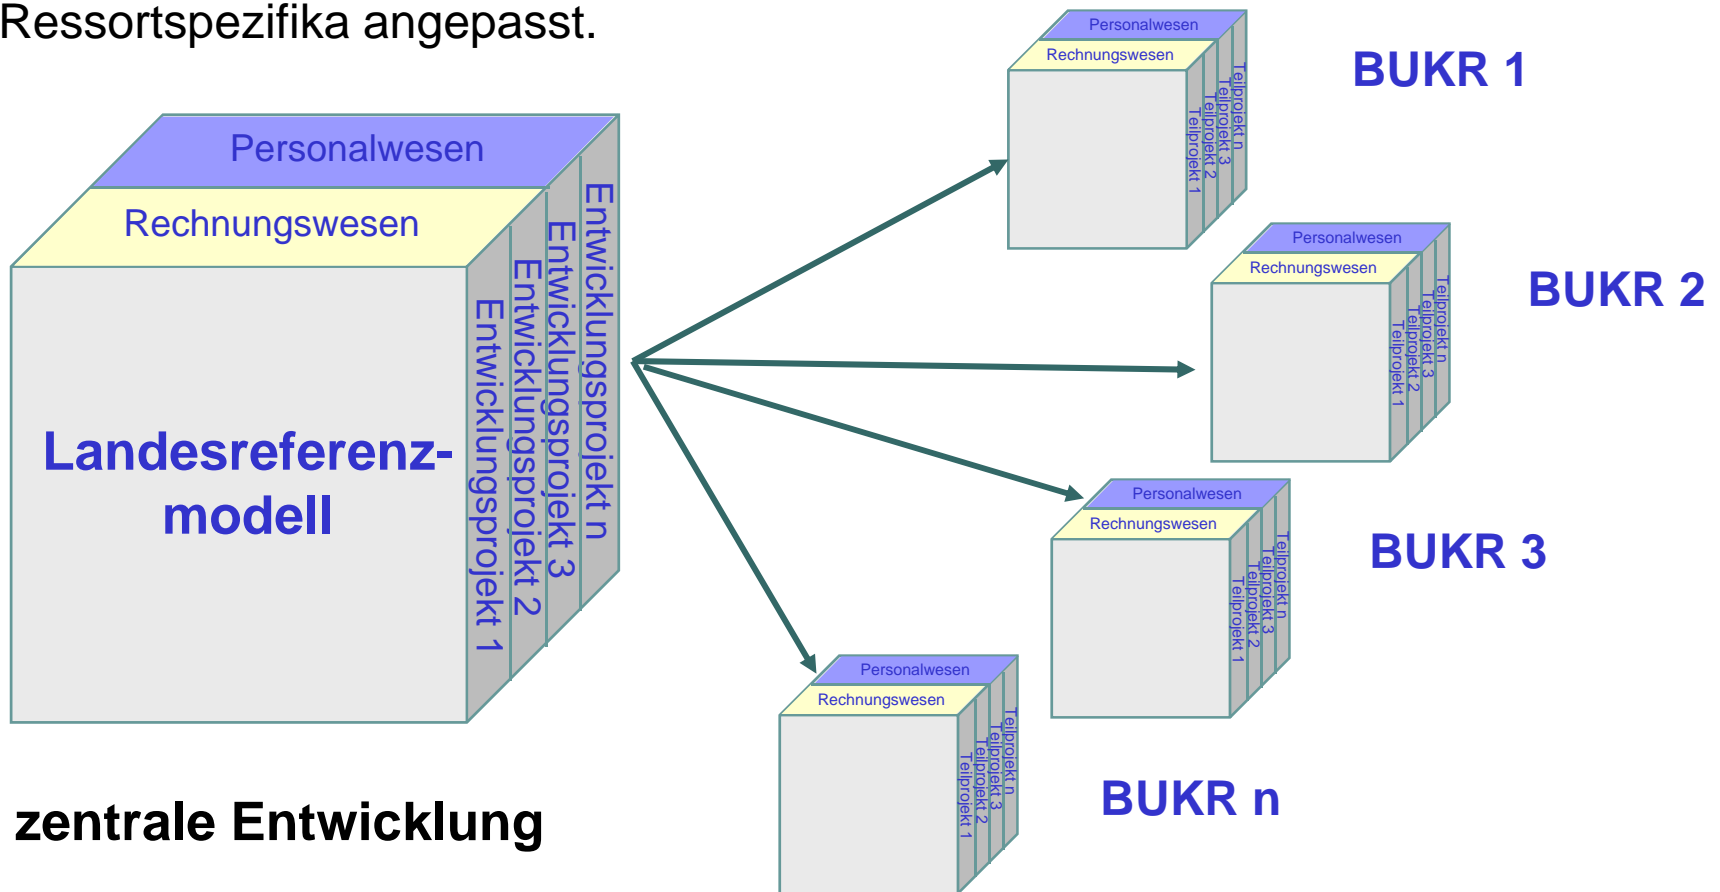 Ressortspezifika angepasst.
Personalwesen
Rechnungswesen
Landesreferenz-
modell
Entwicklungsprojekt 1
Entwicklungsprojekt 2
Entwicklungsprojekt 3
Entwicklungsprojekt n
zentrale Entwicklung
Personalwesen
Rechnungswesen
Teilprojekt 1
Teilprojekt 2
Teilprojekt 3
Teilprojekt n
BUKR 1
Personalwesen
Rechnungswesen
Teilprojekt 1
Teilprojekt 2
Teilprojekt 3
Teilprojekt n
BUKR 2
Personalwesen
Rechnungswesen
Teilprojekt 1
Teilprojekt 2
Teilprojekt 3
Teilprojekt n
BUKR 3
Personalwesen
Rechnungswesen
Teilprojekt 1
Teilprojekt 2
Teilprojekt 3
Teilprojekt n
BUKR n